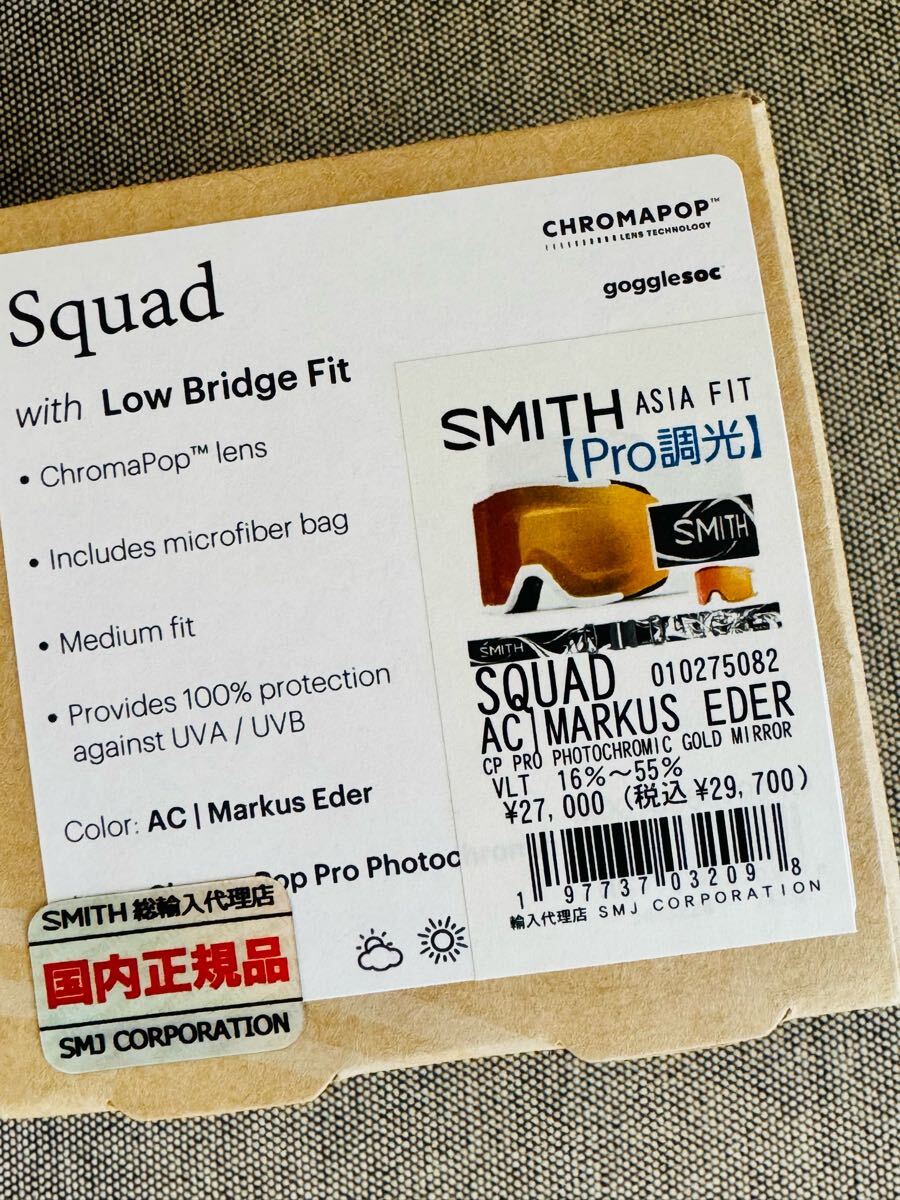 CHROMAPOP™
LENS TECHNOLOGY
gogglesoc
Squad
with Low Bridge Fit
• ChromaPop™ lens
• Includes microfiber bag
• Medium fit
• Provides 100% protection
against UVA / UVB
Color: AC | Markus Eder
Pop Pro Photoc
SMITH ASIA FIT
【Pro調光】
SMITH
SMITH
SQUAD 010275082
AC|MARKUS EDER
CP PRO PHOTOCHROMIC GOLD MIRROR
VLT 16%～55%
¥27,000 (税込¥29,700)
1 97737 03209 8
輸入代理店 SMJ CORPORATION
SMITH 総輸入代理店
国内正規品
SMJ CORPORATION